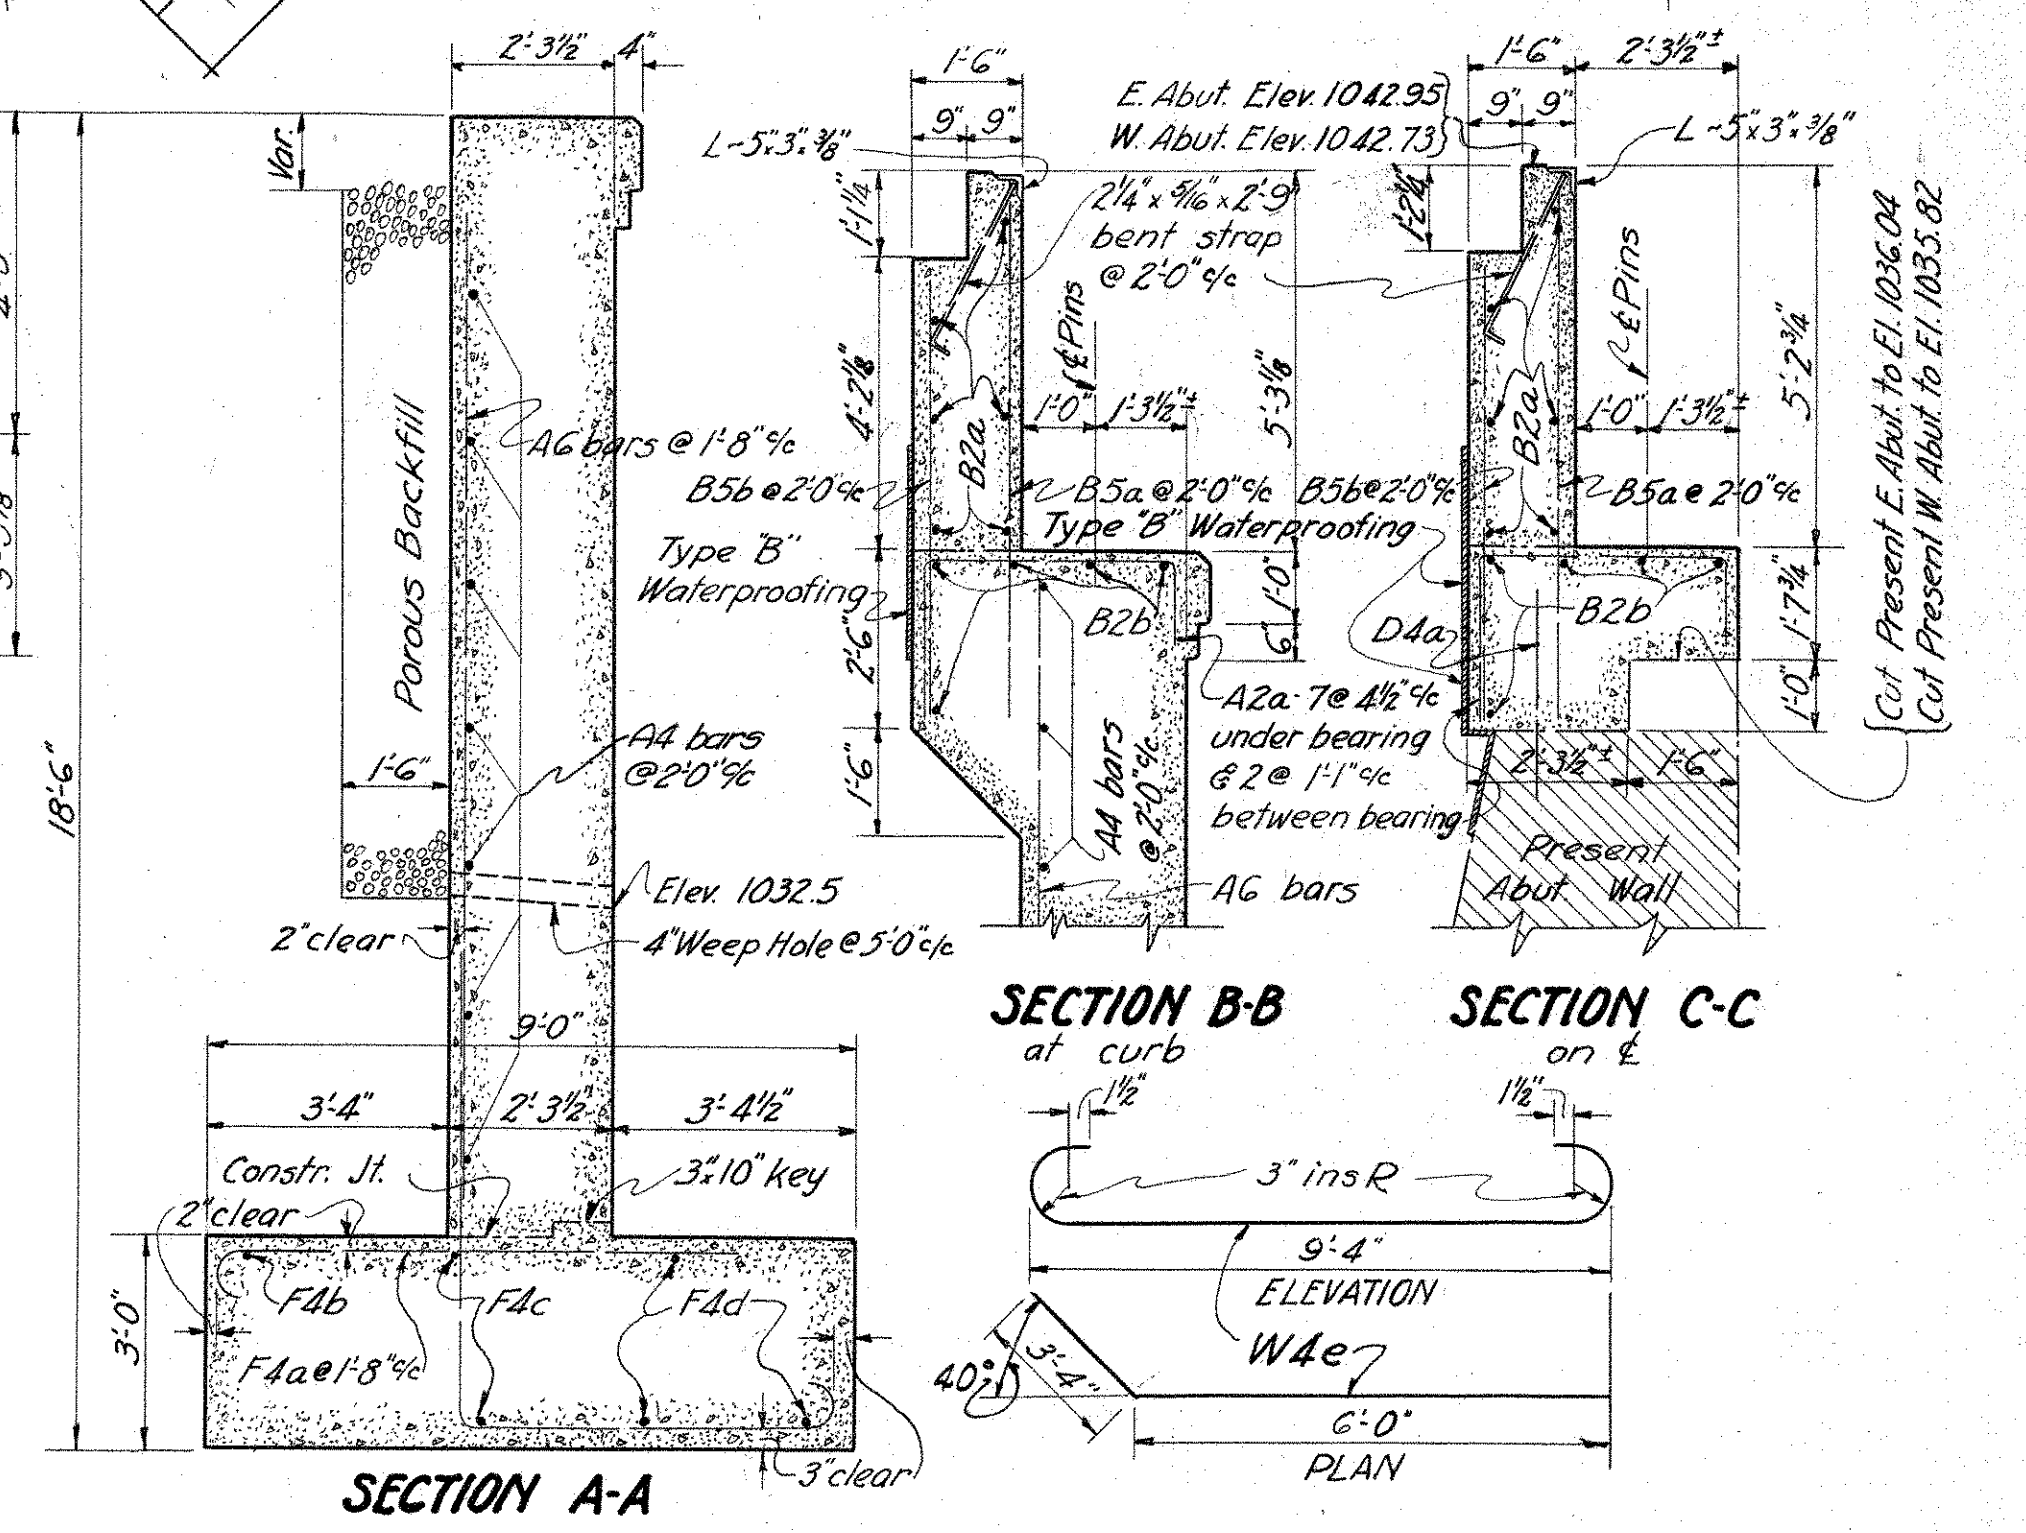 2'-3½" 4"
Var.
18'-6"
Porous Backfill
1'-6"
A6 bars @ 1'-8" c/c
A4 bars
@ 2'-0" c/c
Elev. 1032.5
4" Weep Hole @ 5'-0" c/c
2" clear
9'-0"
3'-4" 2'-3½" 3'-4½"
Constr. Jt.
3"x10" key
2" clear
3'-0"
F4b F4c F4d
F4a @ 1'-8" c/c
3" clear
SECTION A-A
1'-6"
9" 9"
L-5"x3"x3/8"
1'-1¼"
2¼" x 5/16" x 2'-9"
bent strap
@ 2'-0" c/c
℄ Pins
4'-2⅛"
5'-3⅛"
1'-0" 1'-3½"±
B2a
B5b @ 2'-0" c/c
B5a @ 2'-0" c/c
Type "B"
Waterproofing
2'-6"
1'-6"
B2b
1'-0"
6"
A2a-7 @ 4½" c/c
under bearing
& 2 @ 1'-1" c/c
between bearing
A4 bars
@ 2'-0" c/c
A6 bars
SECTION B-B
at curb
E. Abut. Elev. 1042.95
W. Abut. Elev. 1042.73
1'-6" 2'-3½"±
9" 9"
L-5"x3"x3/8"
1'-2¼"
℄ Pins
5'-2¾"
1'-0" 1'-3½"±
B2a
B5b @ 2'-0" c/c
B5a @ 2'-0" c/c
Type "B" Waterproofing
D4a
B2b
1'-7¾"
1'-0"
2'-3½"± 1'-6"
Present
Abut Wall
Cut Present E. Abut to El. 1036.04
Cut Present W. Abut to El. 1035.82
SECTION C-C
on ℄
1½" 1½"
3" ins R
9'-4"
ELEVATION
W4e
40°
3'-4"
6'-0"
PLAN